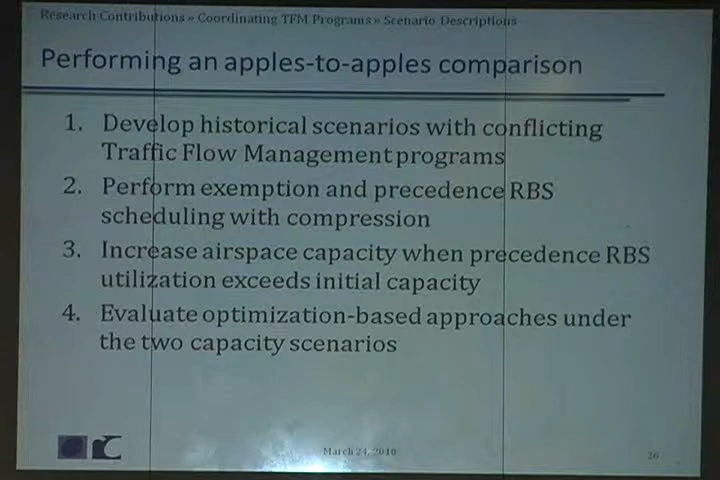 Research Contributions » Coordinating TFM Programs » Scenario Descriptions
Performing an apples-to-apples comparison
1. Develop historical scenarios with conflicting
Traffic Flow Management programs
2. Perform exemption and precedence RBS
scheduling with compression
3. Increase airspace capacity when precedence RBS
utilization exceeds initial capacity
4. Evaluate optimization-based approaches under
the two capacity scenarios
March 24, 2010
26